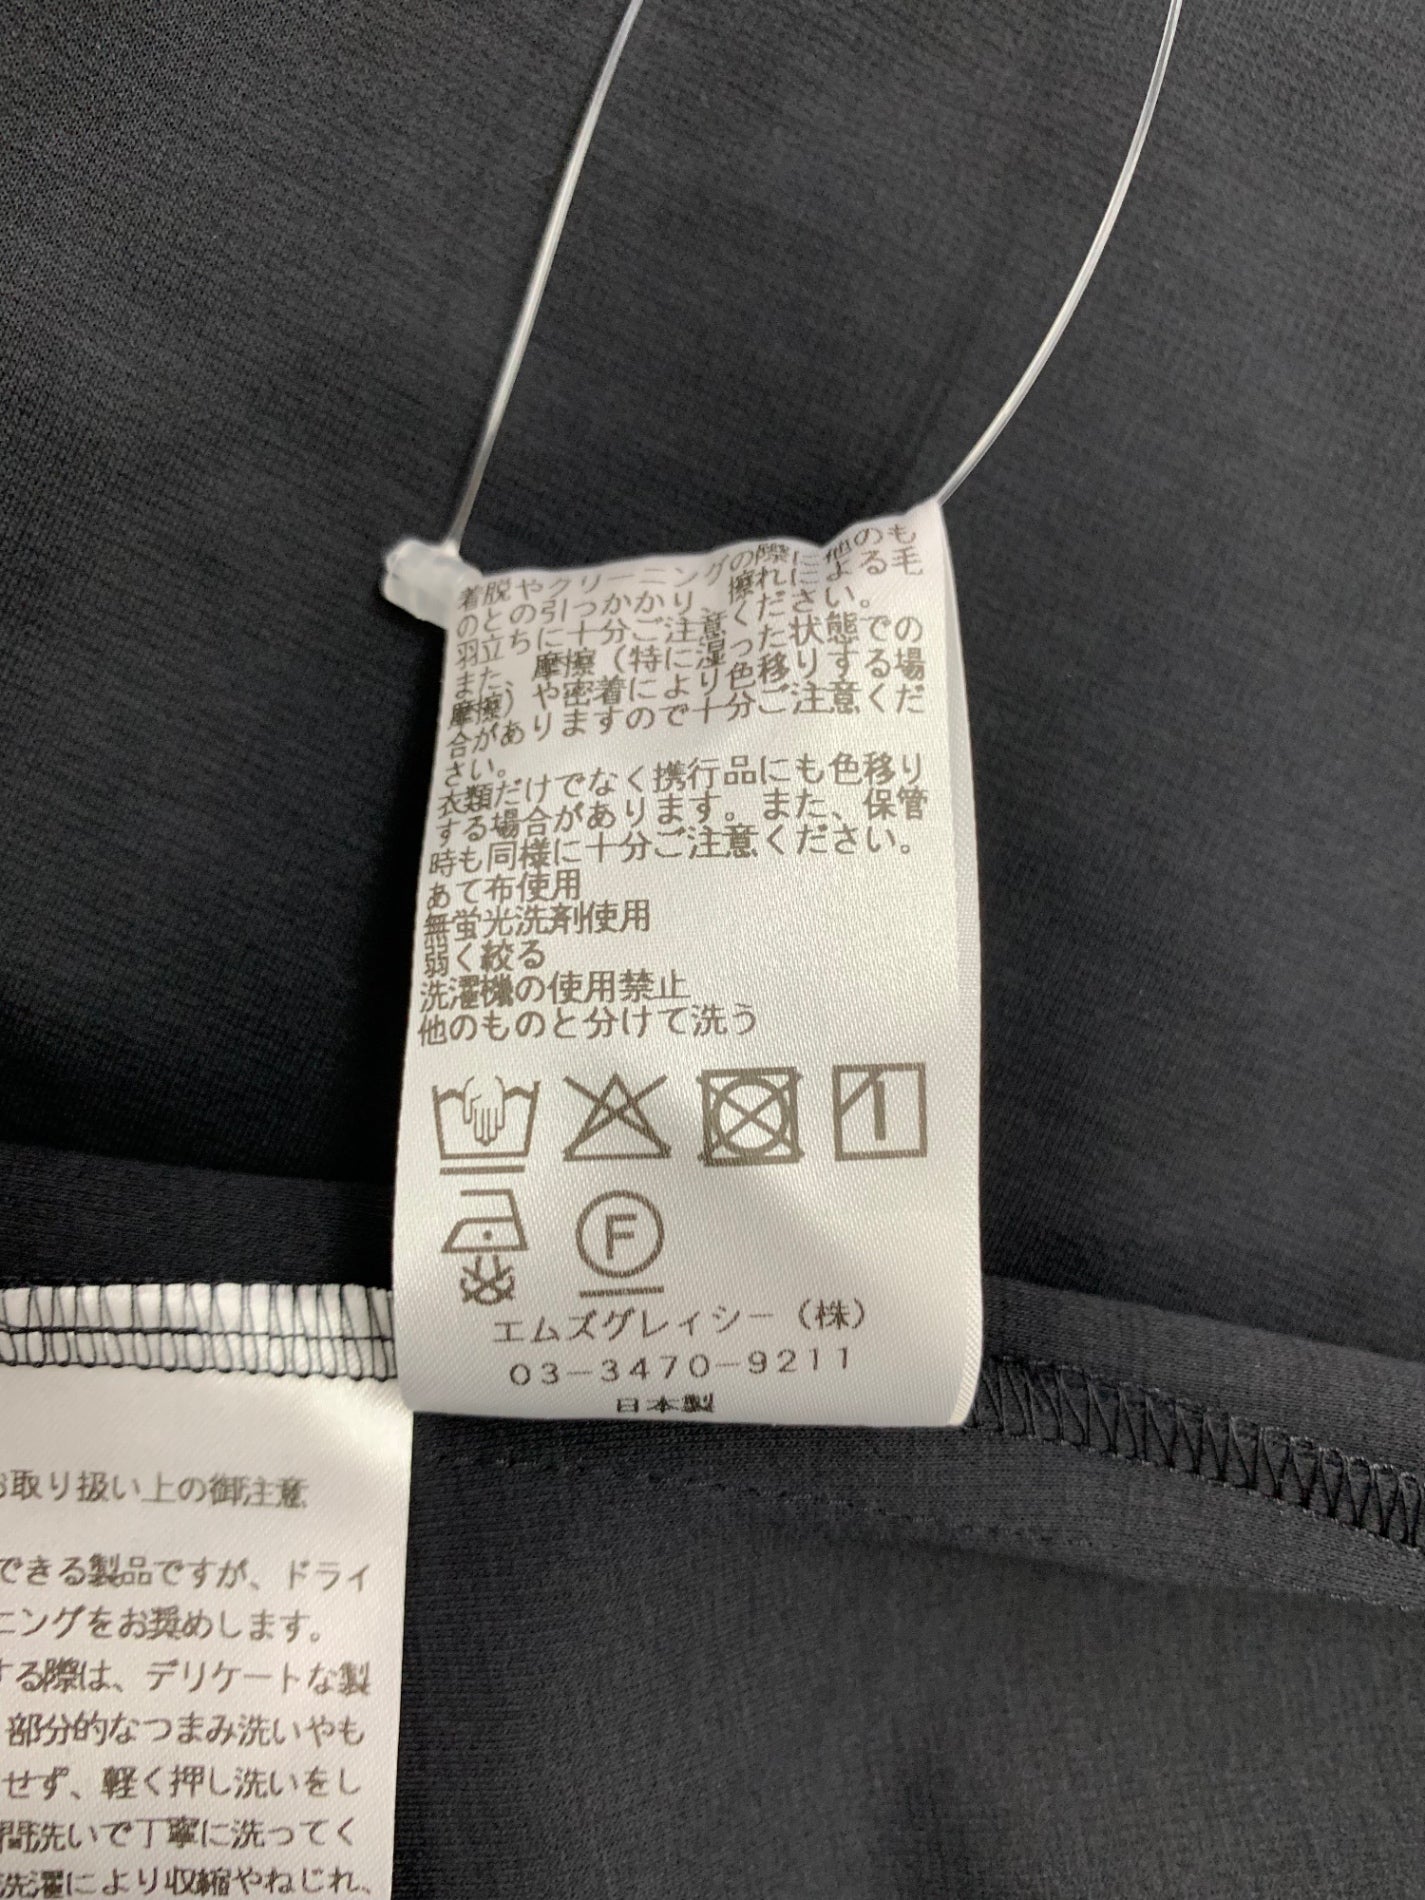 着脱やクリーニングの際に他のも
のとの引っかかり、擦れによる毛
羽立ちに十分ご注意ください。
また、摩擦（特に湿った状態での
摩擦）や密着により色移りする場
合がありますので十分ご注意くだ
さい。
衣類だけでなく携行品にも色移り
する場合があります。また、保管
時も同様に十分ご注意ください。
あて布使用
無蛍光洗剤使用
弱く絞る
洗濯機の使用禁止
他のものと分けて洗う
F
エムズグレイシー（株）
03-3470-9211
日本製
お取り扱い上の御注意
できる製品ですが、ドライ
ニングをお奨めします。
する際は、デリケートな製
部分的なつまみ洗いやも
せず、軽く押し洗いをし
間洗いで丁寧に洗ってく
洗濯により収縮やねじれ、